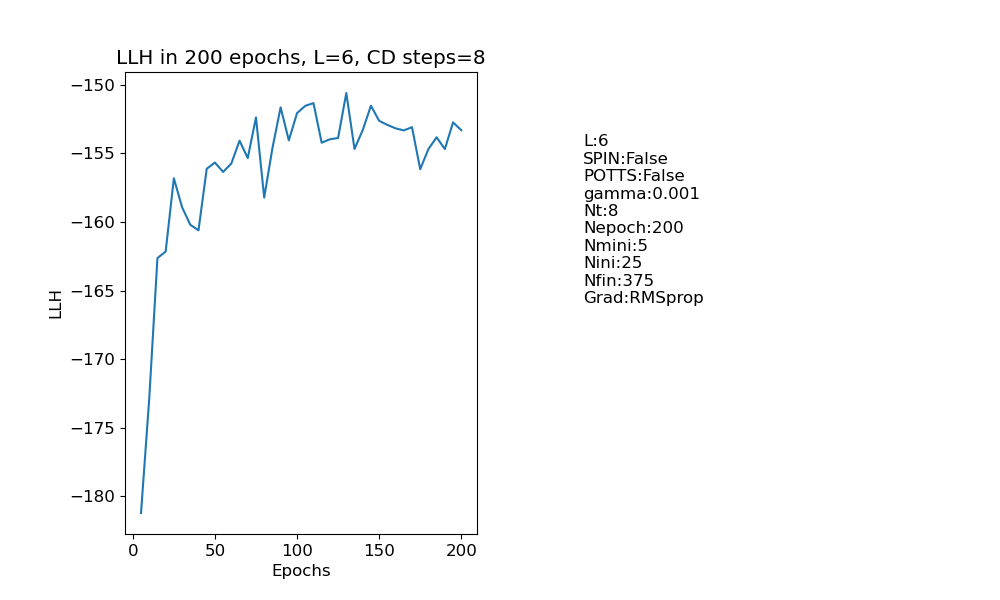 LLH in 200 epochs, L=6, CD steps=8
−150
−155
−160
−165
−170
−175
−180
LLH
0 50 100 150 200
Epochs
L:6
SPIN:False
POTTS:False
gamma:0.001
Nt:8
Nepoch:200
Nmini:5
Nini:25
Nfin:375
Grad:RMSprop